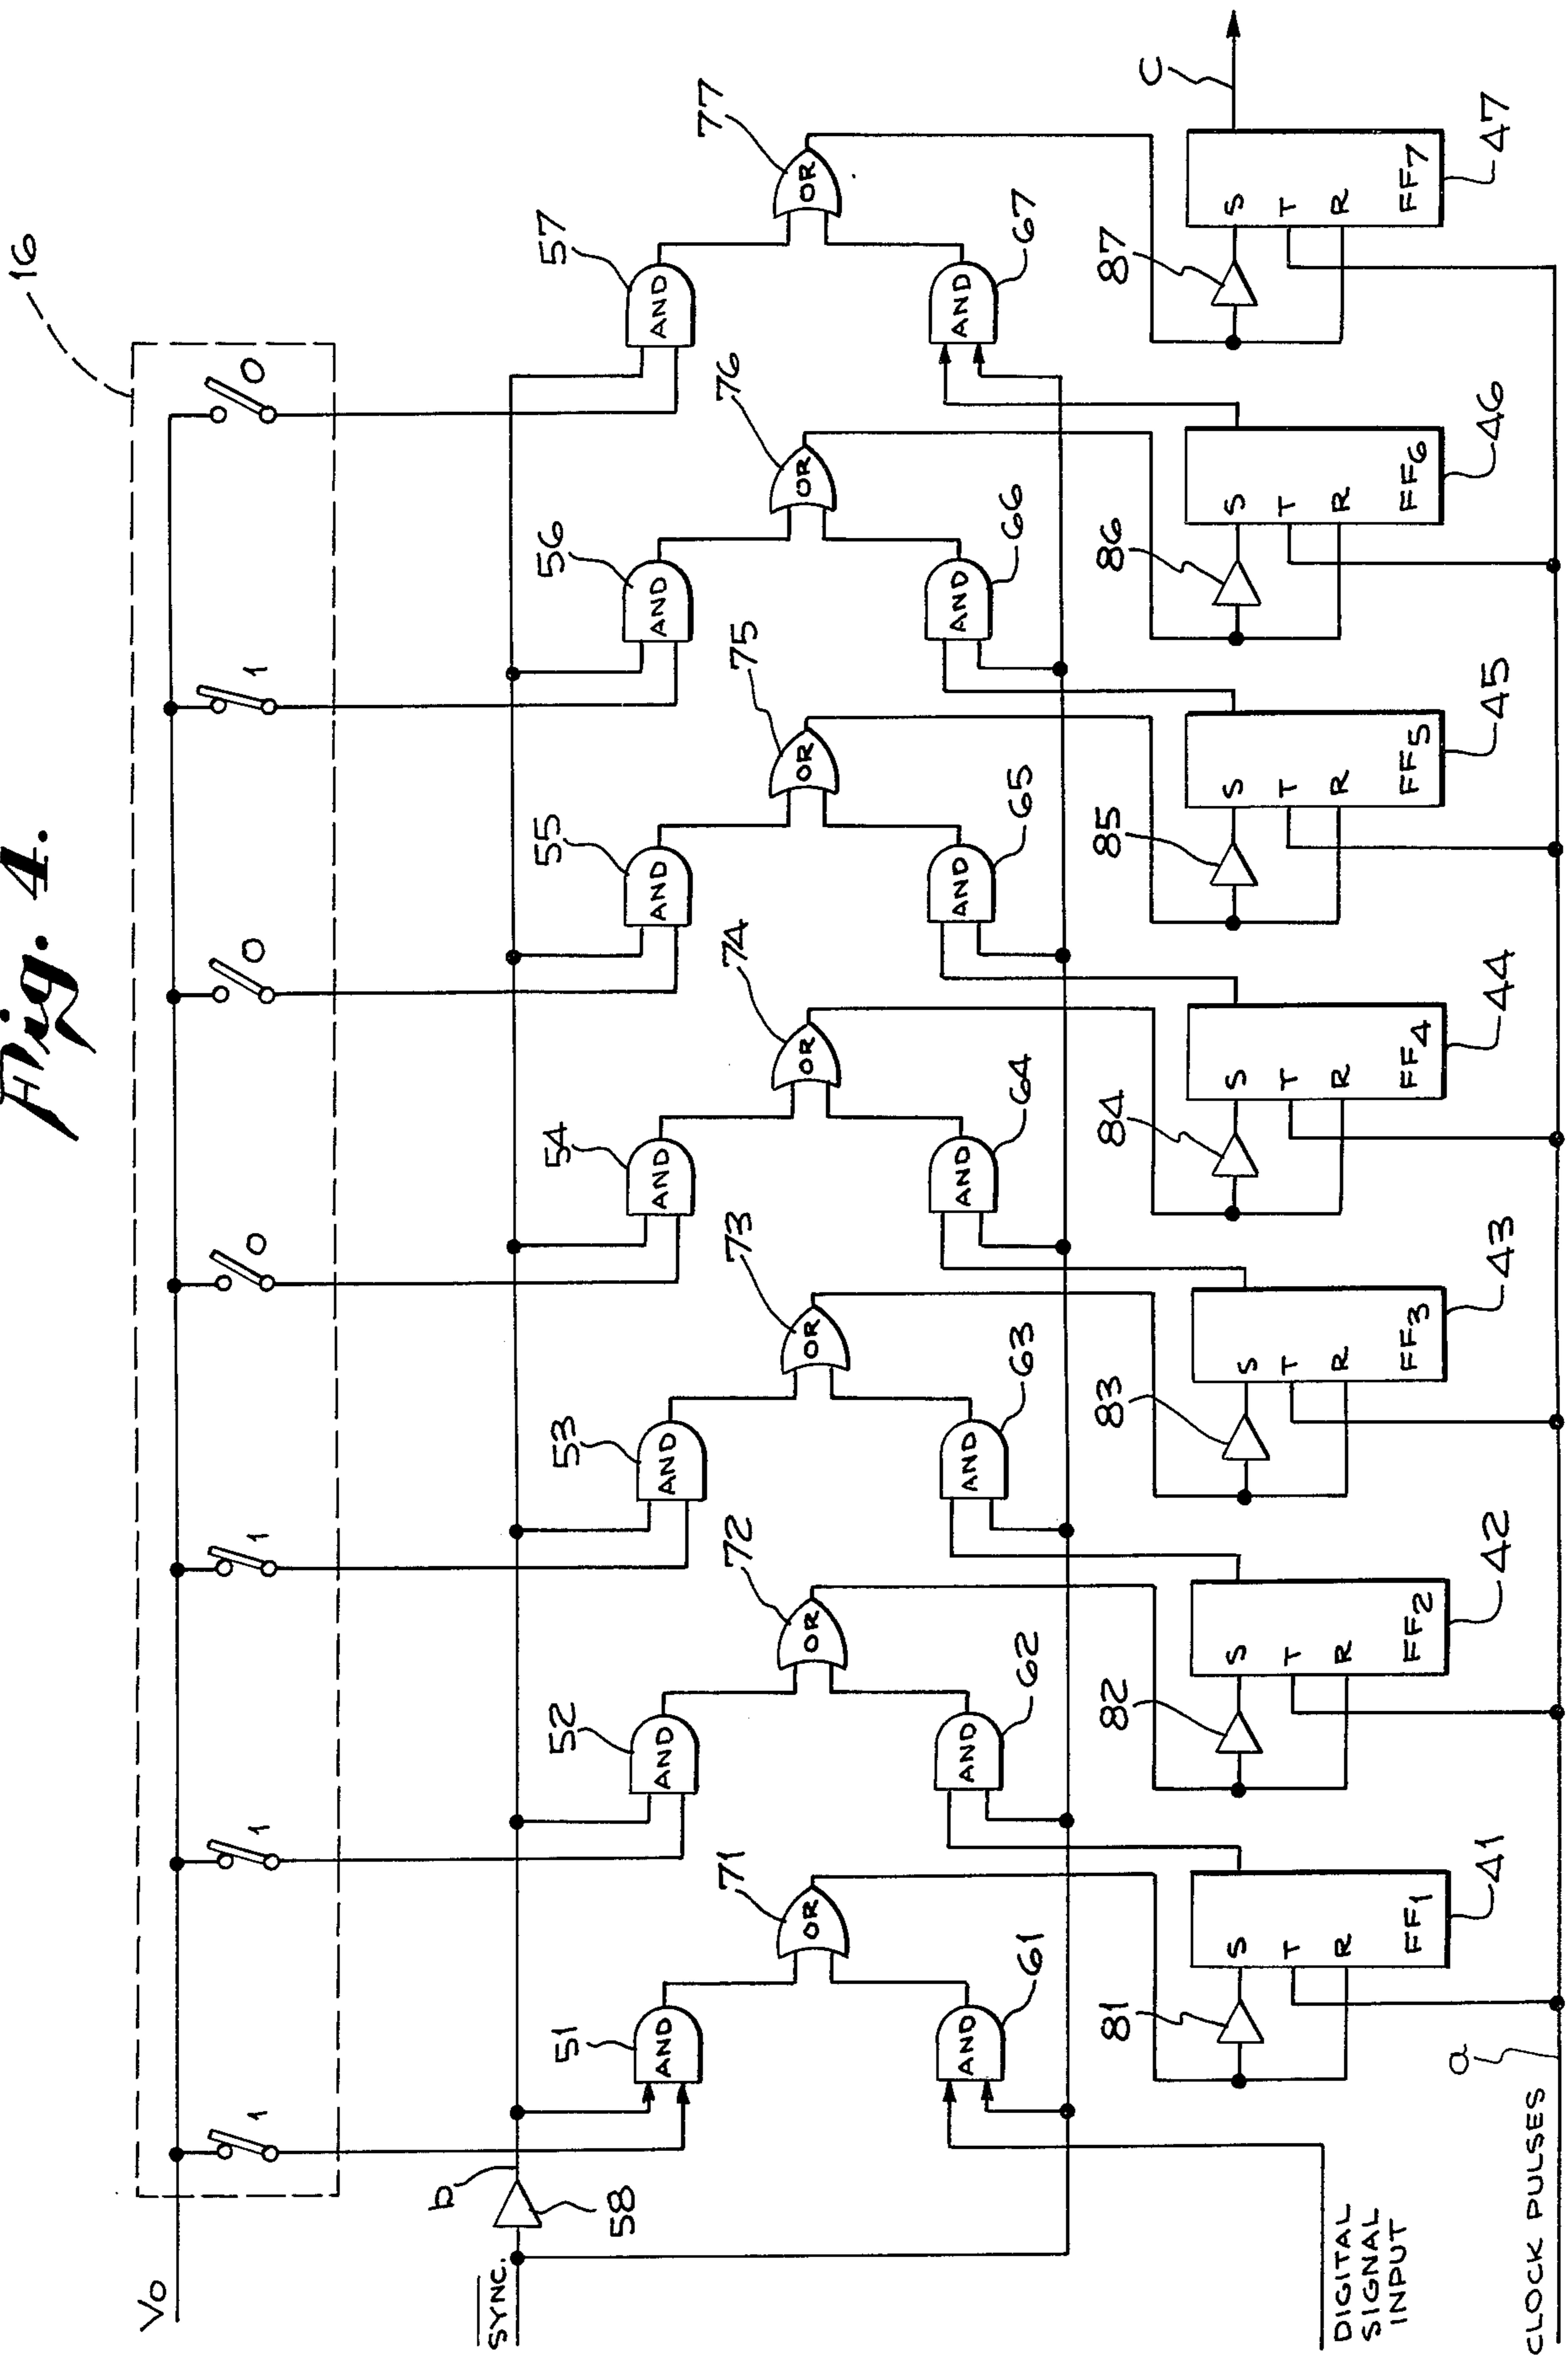 Fig. 4.
16
Vo
1 1 1 0 0 1 0
b
SYNC.
58
51 52 53 54 55 56 57
AND AND AND AND AND AND AND
71 72 73 74 75 76 77
OR OR OR OR OR OR OR
AND AND AND AND AND AND AND
61 62 63 64 65 66 67
81 82 83 84 85 86 87
C
S S S S S S S
T T T T T T T
R R R R R R R
FF1 FF2 FF3 FF4 FF5 FF6 FF7
41 42 43 44 45 46 47
DIGITAL
SIGNAL
INPUT
a
CLOCK PULSES